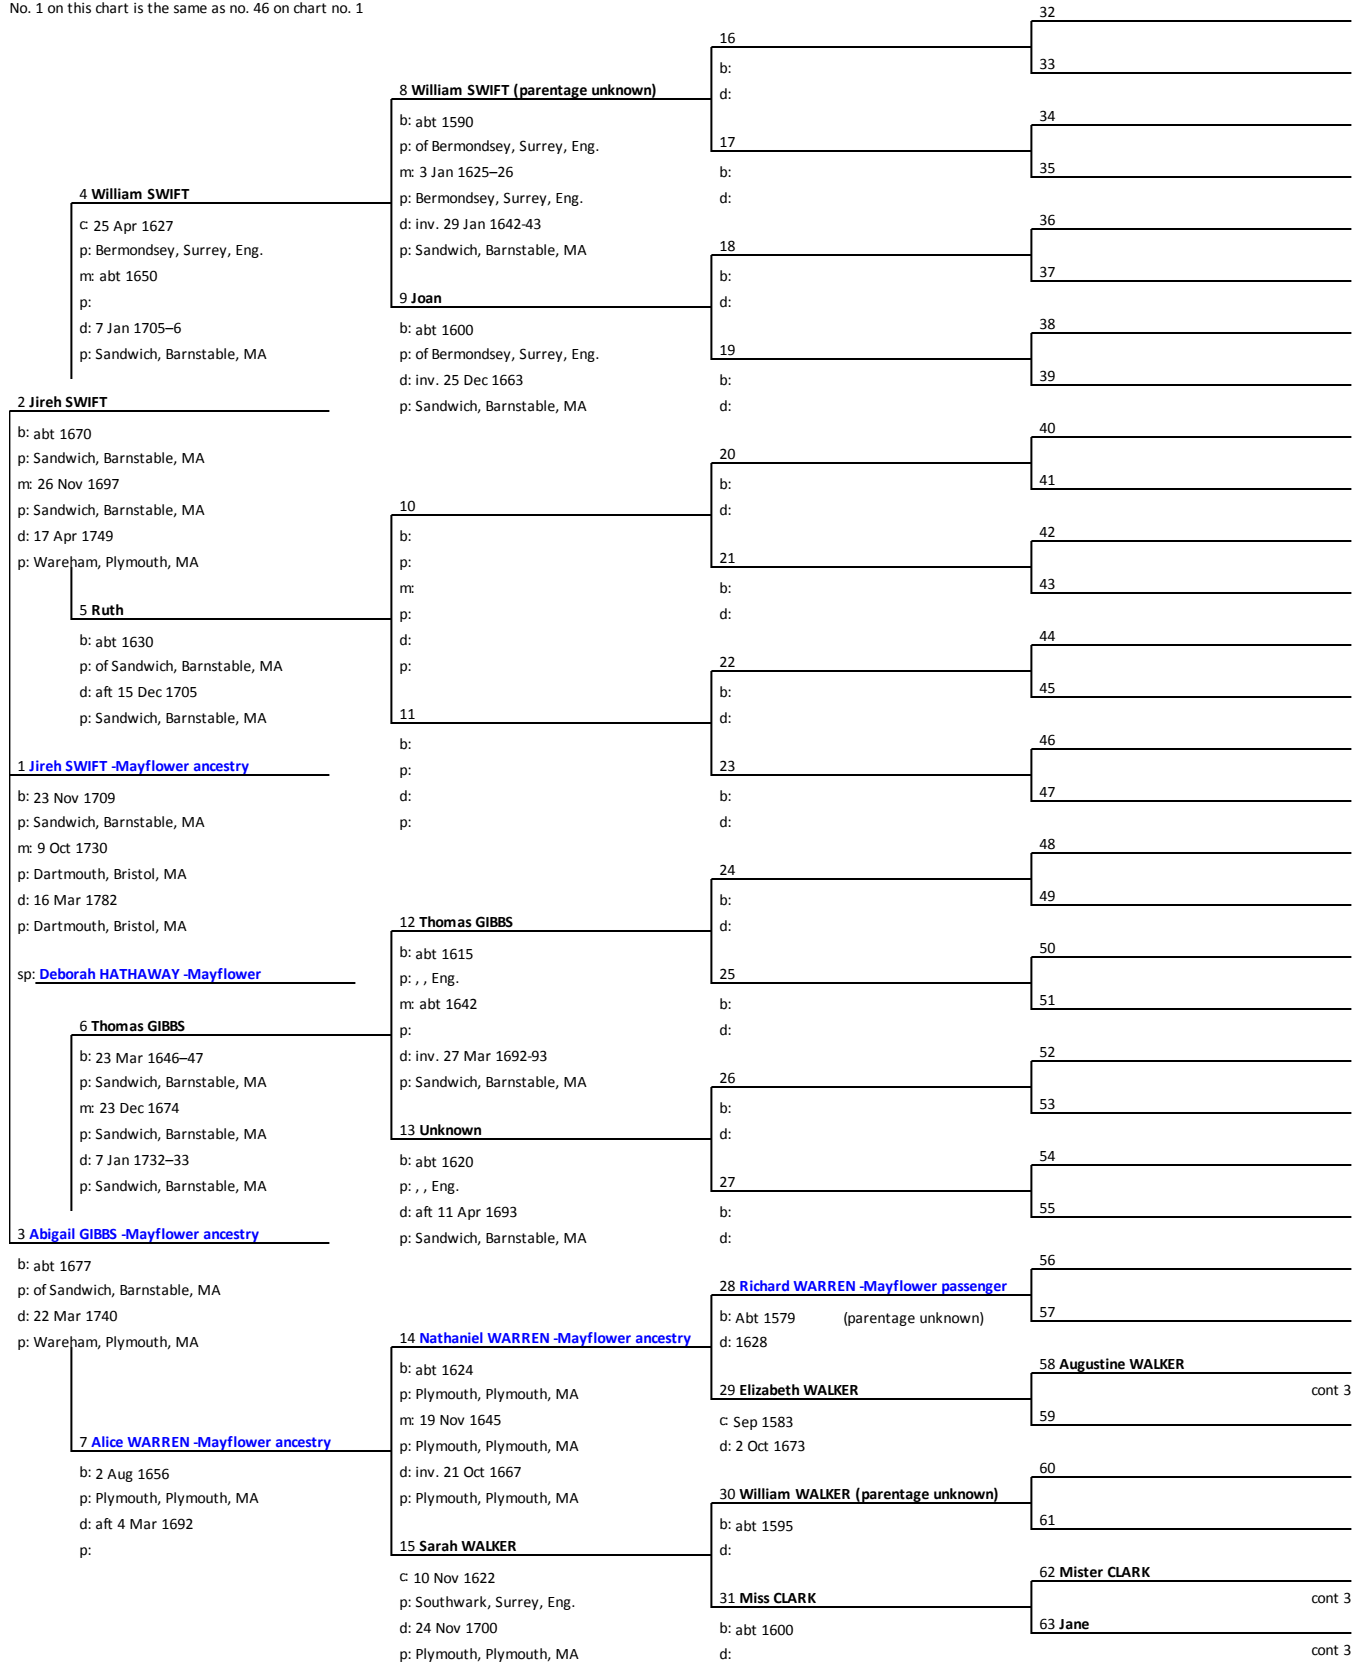 No. 1 on this chart is the same as no. 46 on chart no. 1
4 William SWIFT
c: 25 Apr 1627
p: Bermondsey, Surrey, Eng.
m: abt 1650
p:
d: 7 Jan 1705–6
p: Sandwich, Barnstable, MA
2 Jireh SWIFT
b: abt 1670
p: Sandwich, Barnstable, MA
m: 26 Nov 1697
p: Sandwich, Barnstable, MA
d: 17 Apr 1749
p: Wareham, Plymouth, MA
5 Ruth
b: abt 1630
p: of Sandwich, Barnstable, MA
d: aft 15 Dec 1705
p: Sandwich, Barnstable, MA
1 Jireh SWIFT -Mayflower ancestry
b: 23 Nov 1709
p: Sandwich, Barnstable, MA
m: 9 Oct 1730
p: Dartmouth, Bristol, MA
d: 16 Mar 1782
p: Dartmouth, Bristol, MA
sp: Deborah HATHAWAY -Mayflower
6 Thomas GIBBS
b: 23 Mar 1646–47
p: Sandwich, Barnstable, MA
m: 23 Dec 1674
p: Sandwich, Barnstable, MA
d: 7 Jan 1732–33
p: Sandwich, Barnstable, MA
3 Abigail GIBBS -Mayflower ancestry
b: abt 1677
p: of Sandwich, Barnstable, MA
d: 22 Mar 1740
p: Wareham, Plymouth, MA
7 Alice WARREN -Mayflower ancestry
b: 2 Aug 1656
p: Plymouth, Plymouth, MA
d: aft 4 Mar 1692
p:
8 William SWIFT (parentage unknown)
b: abt 1590
p: of Bermondsey, Surrey, Eng.
m: 3 Jan 1625–26
p: Bermondsey, Surrey, Eng.
d: inv. 29 Jan 1642-43
p: Sandwich, Barnstable, MA
9 Joan
b: abt 1600
p: of Bermondsey, Surrey, Eng.
d: inv. 25 Dec 1663
p: Sandwich, Barnstable, MA
10
b:
p:
m:
p:
d:
p:
11
b:
p:
d:
p:
12 Thomas GIBBS
b: abt 1615
p: , , Eng.
m: abt 1642
p:
d: inv. 27 Mar 1692-93
p: Sandwich, Barnstable, MA
13 Unknown
b: abt 1620
p: , , Eng.
d: aft 11 Apr 1693
p: Sandwich, Barnstable, MA
14 Nathaniel WARREN -Mayflower ancestry
b: abt 1624
p: Plymouth, Plymouth, MA
m: 19 Nov 1645
p: Plymouth, Plymouth, MA
d: inv. 21 Oct 1667
p: Plymouth, Plymouth, MA
15 Sarah WALKER
c: 10 Nov 1622
p: Southwark, Surrey, Eng.
d: 24 Nov 1700
p: Plymouth, Plymouth, MA
16
b:
d:
17
b:
d:
18
b:
d:
19
b:
d:
20
b:
d:
21
b:
d:
22
b:
d:
23
b:
d:
24
b:
d:
25
b:
d:
26
b:
d:
27
b:
d:
28 Richard WARREN -Mayflower passenger
b: Abt 1579 (parentage unknown)
d: 1628
29 Elizabeth WALKER
c: Sep 1583
d: 2 Oct 1673
30 William WALKER (parentage unknown)
b: abt 1595
d:
31 Miss CLARK
b: abt 1600
d:
32
33
34
35
36
37
38
39
40
41
42
43
44
45
46
47
48
49
50
51
52
53
54
55
56
57
58 Augustine WALKER
cont 3
59
60
61
62 Mister CLARK
cont 3
63 Jane
cont 3